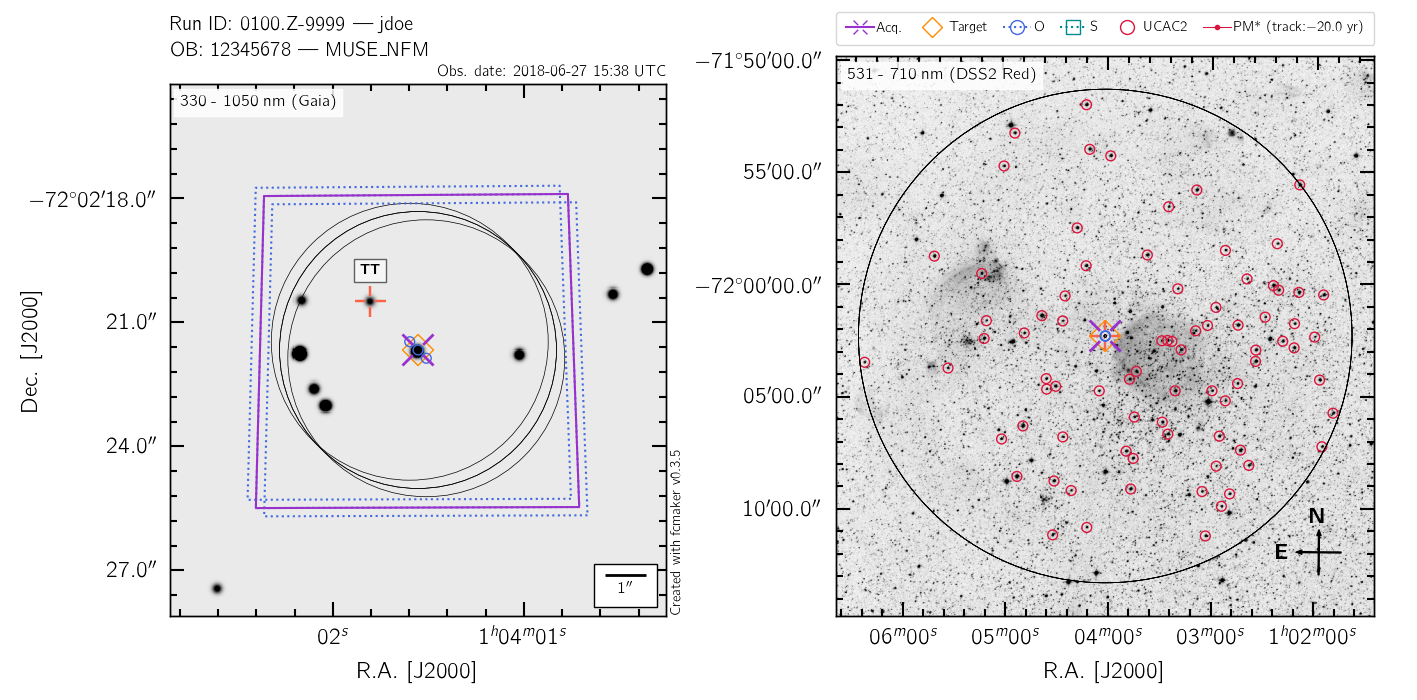 Run ID: 0100.Z-9999 — jdoe
OB: 12345678 — MUSE_NFM
Obs. date: 2018-06-27 15:38 UTC
330 - 1050 nm (Gaia)
TT
−72°02′18.0″
21.0″
24.0″
27.0″
Dec. [J2000]
02s
1h04m01s
R.A. [J2000]
1″
Created with fcmaker v0.3.5
Acq. Target O S UCAC2 PM* (track:−20.0 yr)
531 - 710 nm (DSS2 Red)
−71°50′00.0″
55′00.0″
−72°00′00.0″
05′00.0″
10′00.0″
N
E
06m00s 05m00s 04m00s 03m00s 1h02m00s
R.A. [J2000]